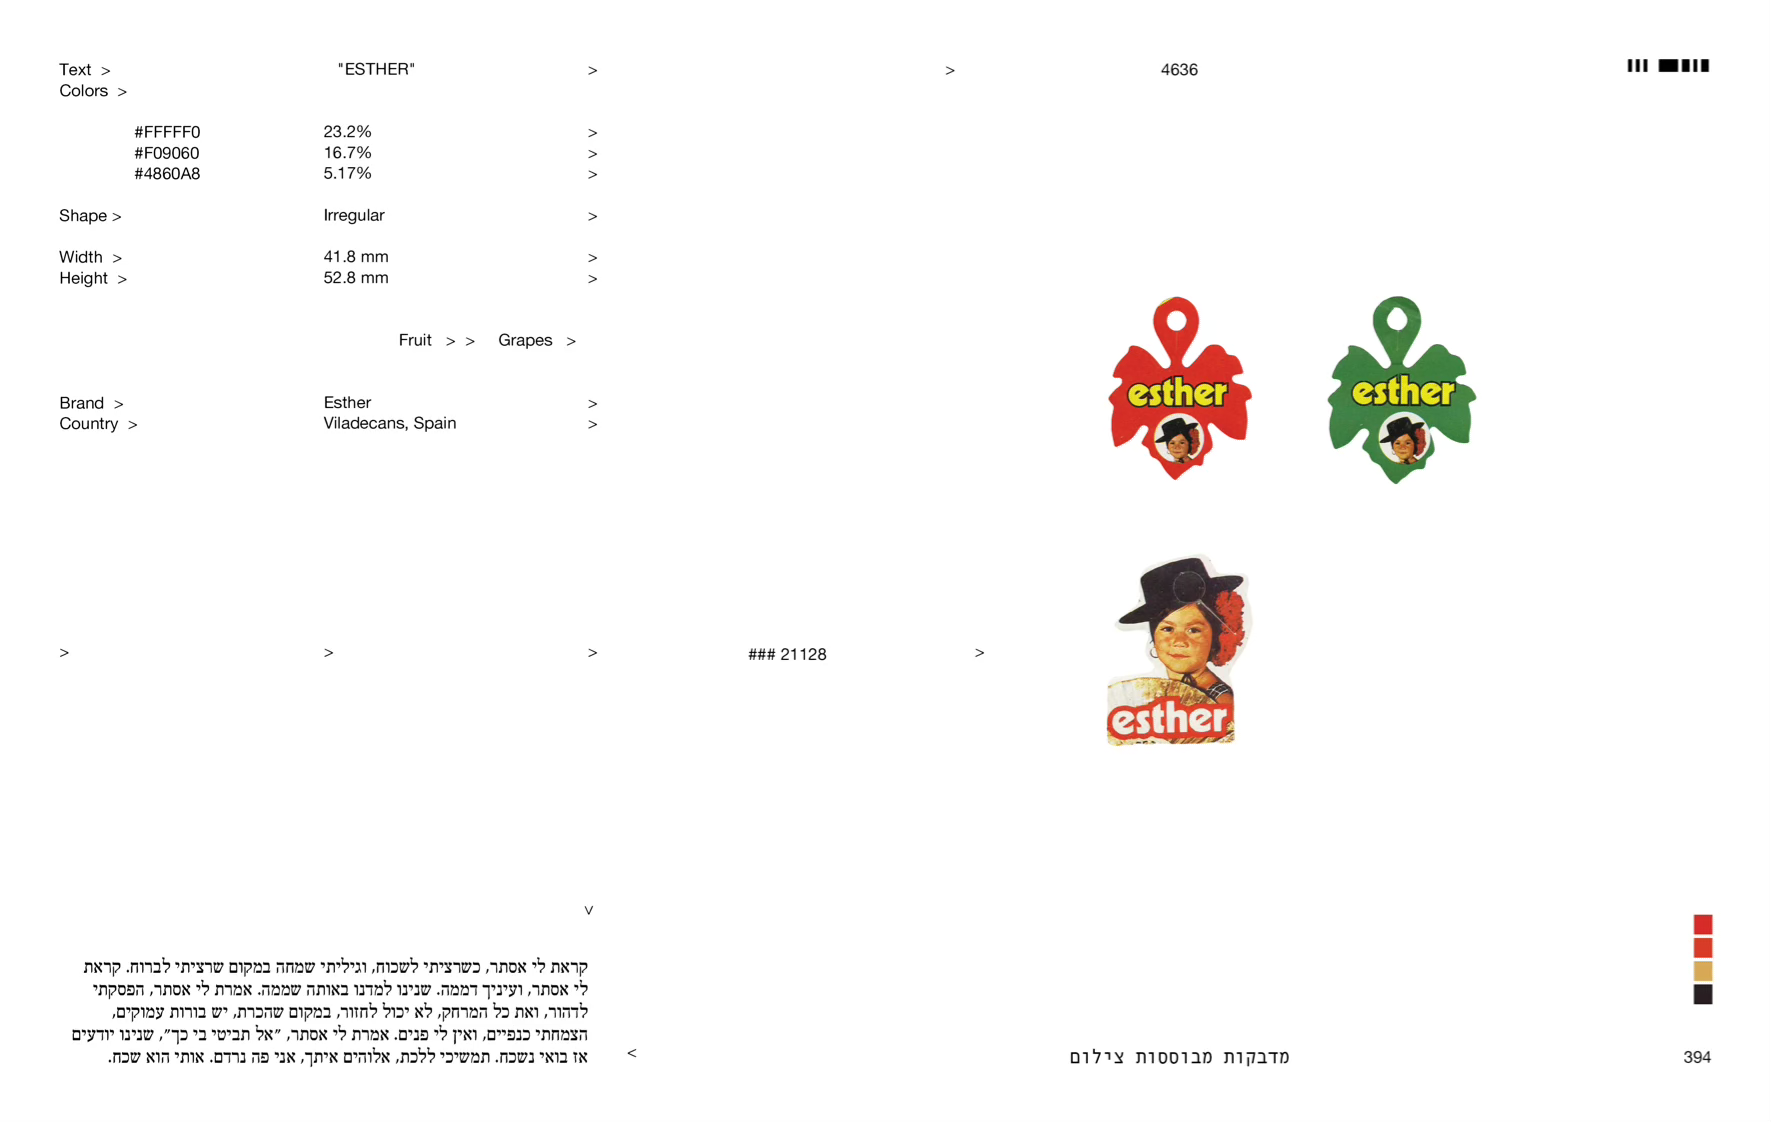 Text > "ESTHER" > > 4636
Colors >
#FFFFF0 23.2% >
#F09060 16.7% >
#4860A8 5.17% >
Shape > Irregular >
Width > 41.8 mm >
Height > 52.8 mm >
Fruit > > Grapes >
Brand > Esther >
Country > Viladecans, Spain >
esther
esther
> > > ### 21128 >
esther
>
קראת לי אסתר, כשרציתי לשכוח, וגיליתי שמחה במקום שרציתי לברוח. קראת
לי אסתר, ועיניך דממה. שנינו למדנו באותה שממה. אמרת לי אסתר, הפסקתי
לדהור, ואת כל המרחק, לא יכול לחזור, במקום שהכרת, יש בורות עמוקים,
הצמחתי כנפיים, ואין לי פנים. אמרת לי אסתר, ״אל תביטי בי כך״, שנינו יודעים
אז בואי נשכח. תמשיכי ללכת, אלוהים איתך, אני פה נרדם. אותי הוא שכח.
<
מדבקות מבוססות צילום
394